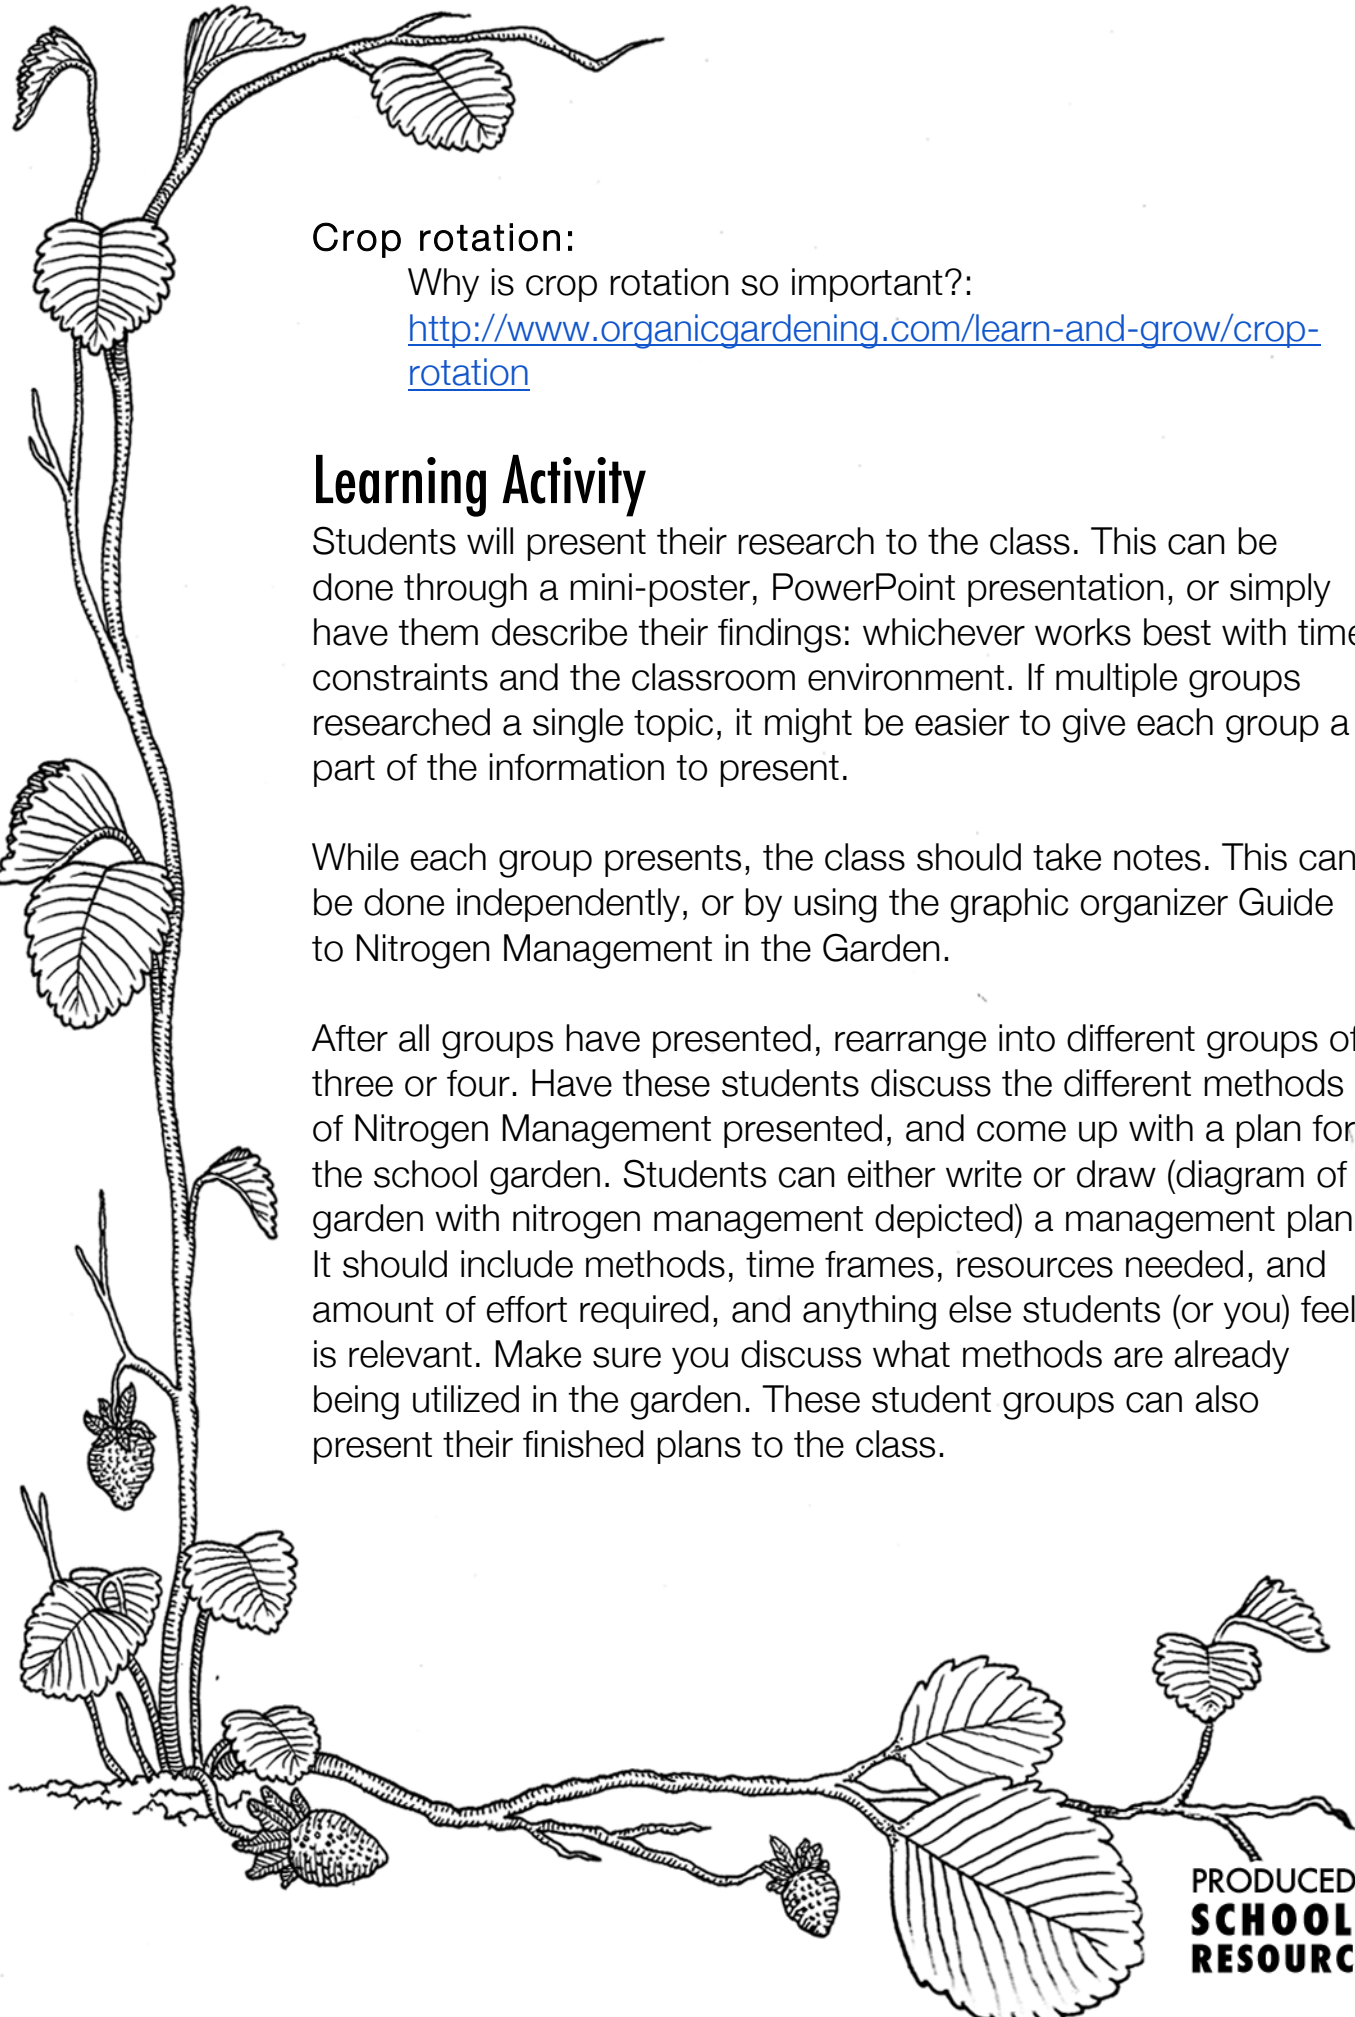 Crop rotation:
Why is crop rotation so important?:
http://www.organicgardening.com/learn-and-grow/crop-
rotation
Learning Activity
Students will present their research to the class. This can be
done through a mini-poster, PowerPoint presentation, or simply
have them describe their findings: whichever works best with time
constraints and the classroom environment. If multiple groups
researched a single topic, it might be easier to give each group a
part of the information to present.
While each group presents, the class should take notes. This can
be done independently, or by using the graphic organizer Guide
to Nitrogen Management in the Garden.
After all groups have presented, rearrange into different groups of
three or four. Have these students discuss the different methods
of Nitrogen Management presented, and come up with a plan for
the school garden. Students can either write or draw (diagram of
garden with nitrogen management depicted) a management plan
It should include methods, time frames, resources needed, and
amount of effort required, and anything else students (or you) feel
is relevant. Make sure you discuss what methods are already
being utilized in the garden. These student groups can also
present their finished plans to the class.
PRODUCED
SCHOOL
RESOURC